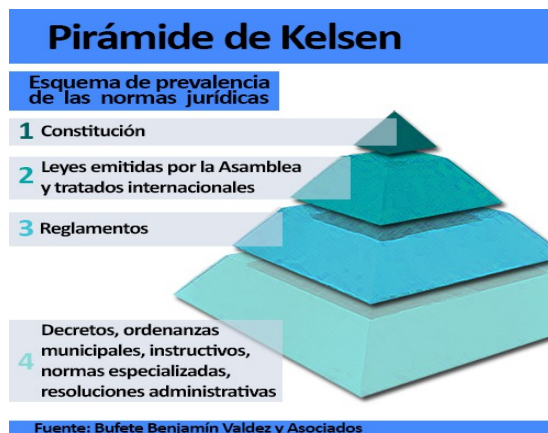 Pirámide de Kelsen
Esquema de prevalencia
de las normas jurídicas
1 Constitución
2 Leyes emitidas por la Asamblea
y tratados internacionales
3 Reglamentos
4 Decretos, ordenanzas
municipales, instructivos,
normas especializadas,
resoluciones administrativas
Fuente: Bufete Benjamín Valdez y Asociados